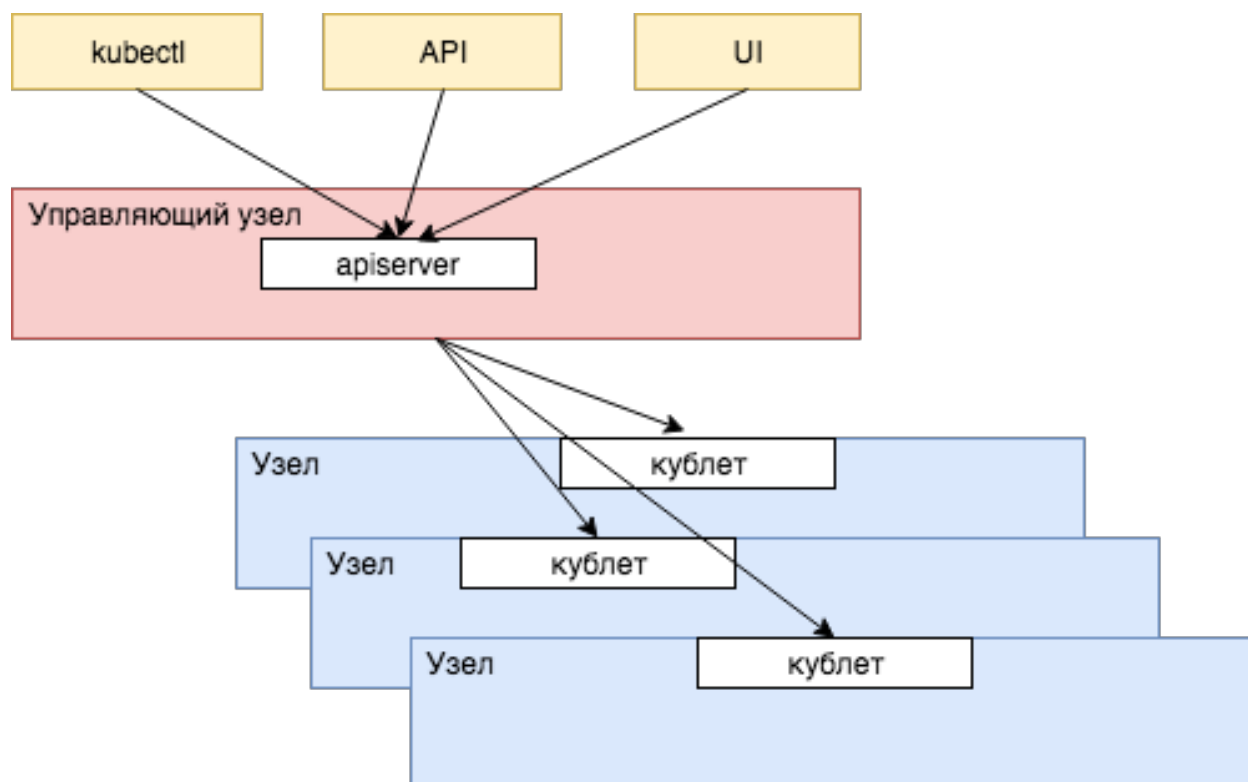 kubectl
API
UI
Управляющий узел
apiserver
Узел
кублет
Узел
кублет
Узел
кублет